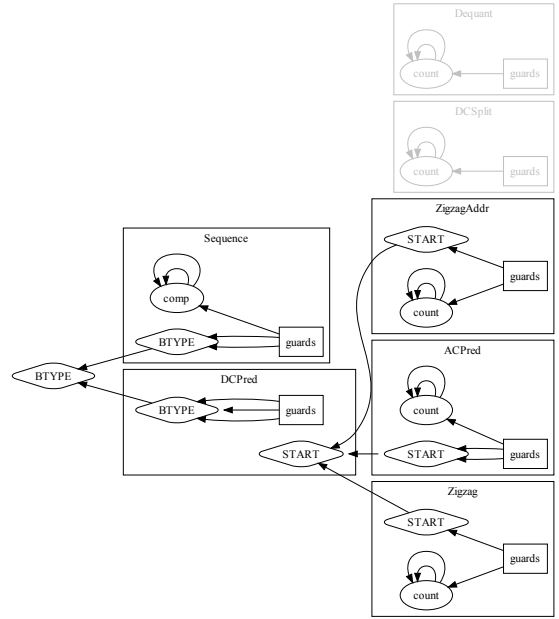 Dequant
count
guards
DCSplit
count
guards
ZigzagAddr
START
guards
count
Sequence
comp
BTYPE
guards
BTYPE
DCPred
BTYPE
guards
START
ACPred
count
START
guards
Zigzag
START
guards
count